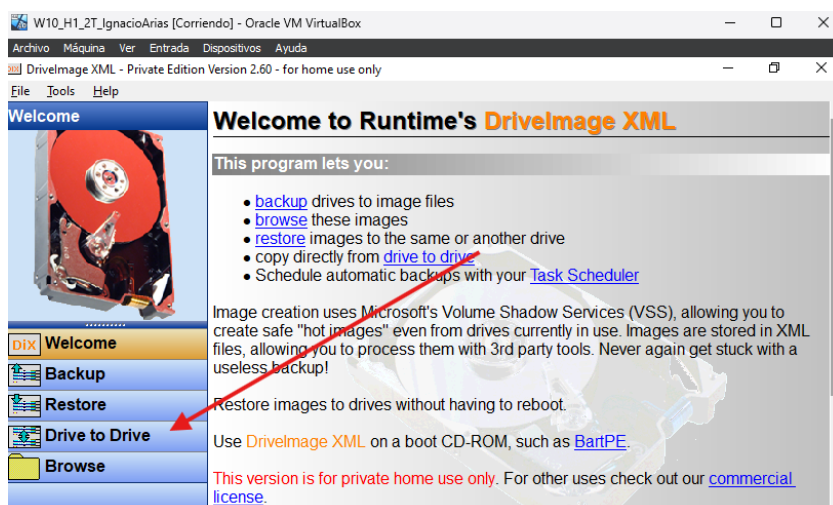 W10_H1_2T_IgnacioArias [Corriendo] - Oracle VM VirtualBox
Archivo Máquina Ver Entrada Dispositivos Ayuda
DriveImage XML - Private Edition Version 2.60 - for home use only
File Tools Help
Welcome
Welcome to Runtime's DriveImage XML
This program lets you:
• backup drives to image files
• browse these images
• restore images to the same or another drive
• copy directly from drive to drive
• Schedule automatic backups with your Task Scheduler
Image creation uses Microsoft's Volume Shadow Services (VSS), allowing you to
create safe "hot images" even from drives currently in use. Images are stored in XML
files, allowing you to process them with 3rd party tools. Never again get stuck with a
useless backup!
Restore images to drives without having to reboot.
Use DriveImage XML on a boot CD-ROM, such as BartPE.
This version is for private home use only. For other uses check out our commercial
license.
DiX Welcome
Backup
Restore
Drive to Drive
Browse